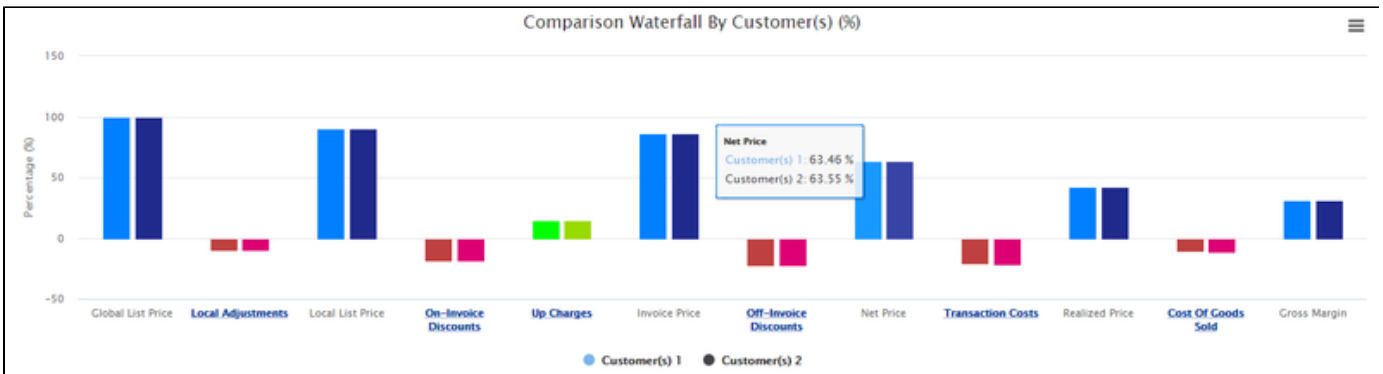 Comparison Waterfall By Customer(s) (%)
150
100
50
0
-50
Percentage (%)
Net Price
Customer(s) 1: 63.46 %
Customer(s) 2: 63.55 %
Global List Price
Local Adjustments
Local List Price
On-Invoice
Discounts
Up Charges
Invoice Price
Off-Invoice
Discounts
Net Price
Transaction Costs
Realized Price
Cost Of Goods
Sold
Gross Margin
Customer(s) 1
Customer(s) 2